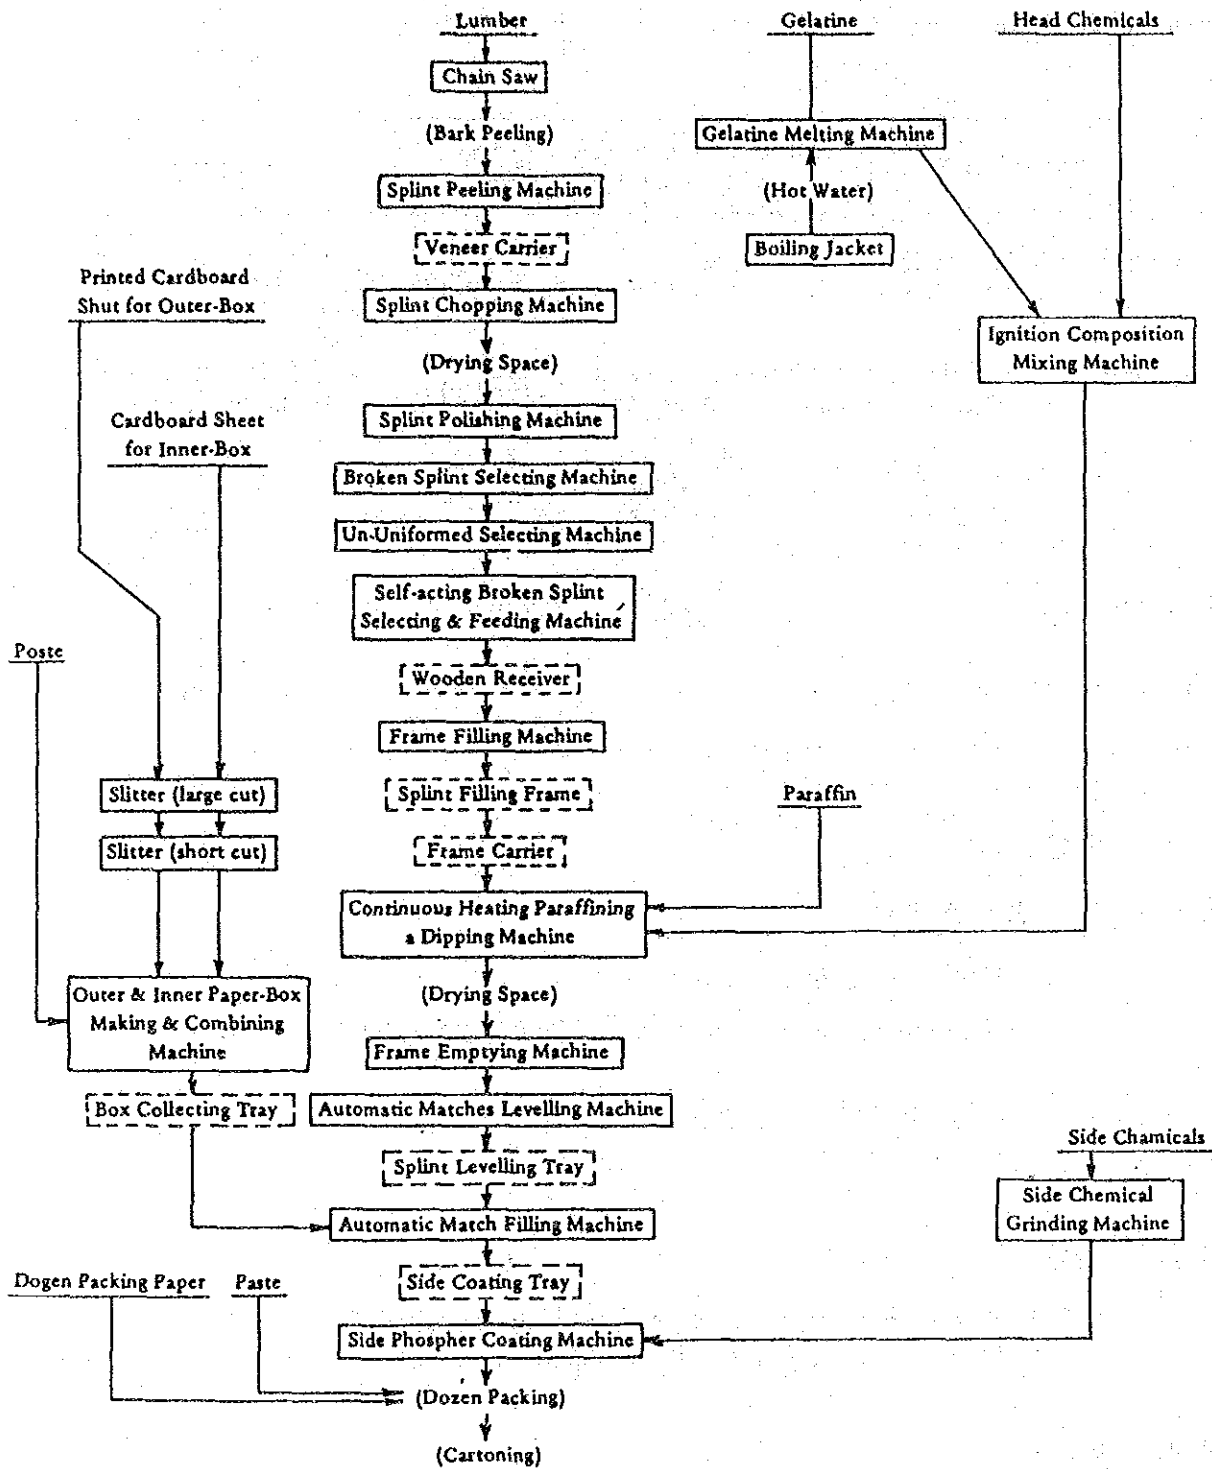 Lumber
Gelatine
Head Chemicals
Chain Saw
(Bark Peeling)
Gelatine Melting Machine
Splint Peeling Machine
(Hot Water)
Veneer Carrier
Boiling Jacket
Printed Cardboard
Shut for Outer-Box
Splint Chopping Machine
Ignition Composition
Mixing Machine
(Drying Space)
Cardboard Sheet
for Inner-Box
Splint Polishing Machine
Broken Splint Selecting Machine
Un-Uniformed Selecting Machine
Self-acting Broken Splint
Selecting & Feeding Machine
Poste
Wooden Receiver
Frame Filling Machine
Slitter (large cut)
Splint Filling Frame
Paraffin
Slitter (short cut)
Frame Carrier
Continuous Heating Paraffining
a Dipping Machine
Outer & Inner Paper-Box
Making & Combining
Machine
(Drying Space)
Frame Emptying Machine
Box Collecting Tray
Automatic Matches Levelling Machine
Side Chamicals
Splint Levelling Tray
Side Chemical
Grinding Machine
Automatic Match Filling Machine
Dogen Packing Paper
Paste
Side Coating Tray
Side Phospher Coating Machine
(Dozen Packing)
(Cartoning)